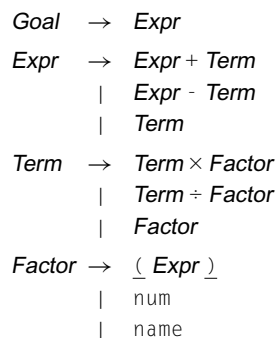 Goal → Expr
Expr → Expr + Term
| Expr - Term
| Term
Term → Term × Factor
| Term ÷ Factor
| Factor
Factor → ( Expr )
| num
| name